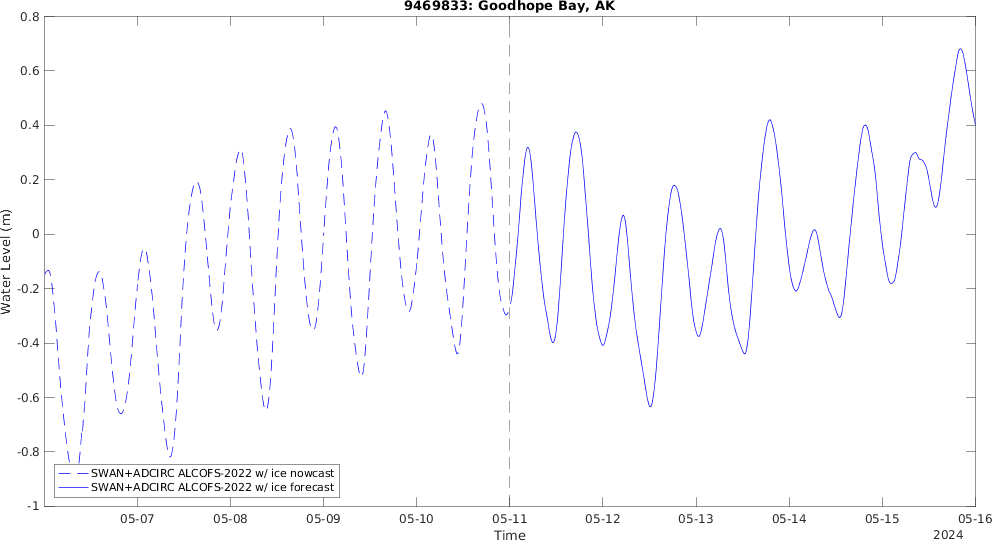 9469833: Goodhope Bay, AK
0.8
0.6
0.4
0.2
0
-0.2
-0.4
-0.6
-0.8
-1
Water Level (m)
SWAN+ADCIRC ALCOFS-2022 w/ ice nowcast
SWAN+ADCIRC ALCOFS-2022 w/ ice forecast
05-07 05-08 05-09 05-10 05-11 05-12 05-13 05-14 05-15 05-16
Time
2024